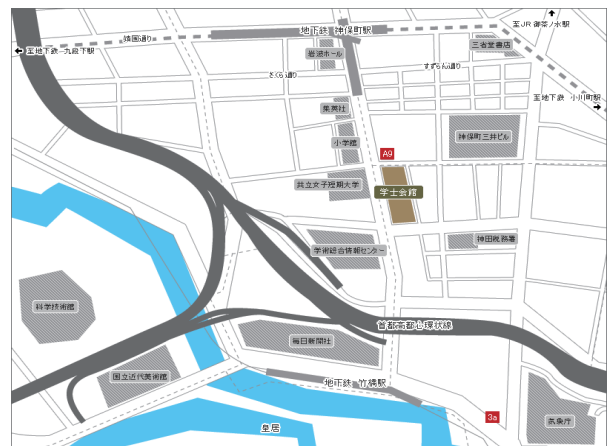 至JR 御茶ノ水駅
地下鉄 神保町駅
靖国通り
三省堂書店
至地下鉄 九段下駅
岩波ホール
すずらん通り
さくら通り
至地下鉄 小川町駅
集英社
小学館
神保町三井ビル
A9
共立女子短期大学
学士会館
神田税務署
学術総合情報センター
科学技術館
首都高都心環状線
毎日新聞社
国立近代美術館
地下鉄 竹橋駅
3a
気象庁
皇居